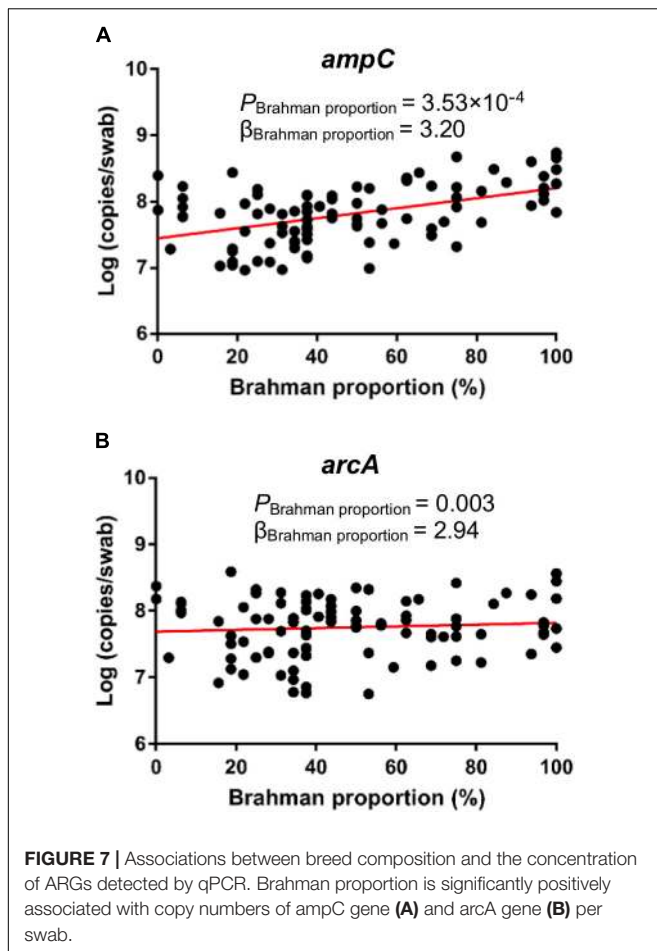 A
ampC
P Brahman proportion = 3.53×10-4
β Brahman proportion = 3.20
Log (copies/swab)
10
9
8
7
6
0 20 40 60 80 100
Brahman proportion (%)
B
arcA
P Brahman proportion = 0.003
β Brahman proportion = 2.94
Log (copies/swab)
10
9
8
7
6
0 20 40 60 80 100
Brahman proportion (%)
FIGURE 7 | Associations between breed composition and the concentration
of ARGs detected by qPCR. Brahman proportion is significantly positively
associated with copy numbers of ampC gene (A) and arcA gene (B) per
swab.